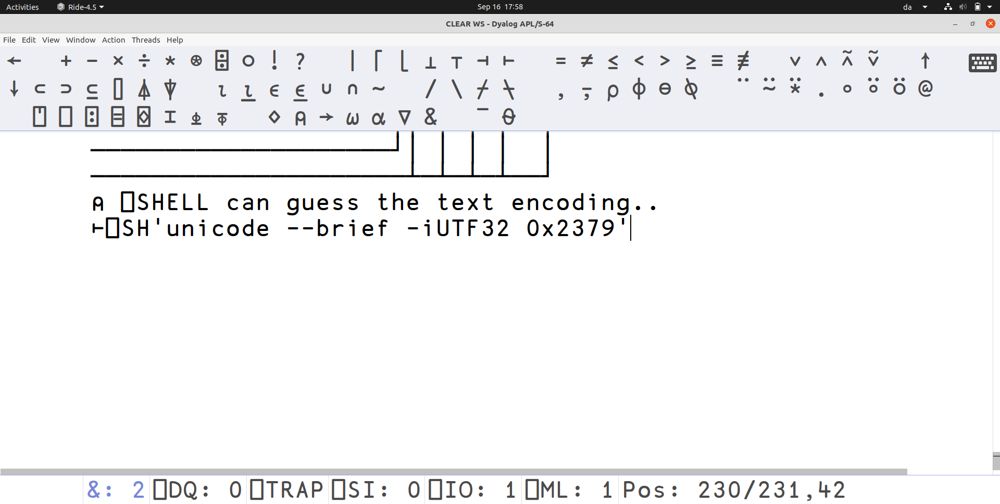 Activities Ride-4.5 Sep 16 17:58 da
CLEAR WS - Dyalog APL/S-64
File Edit View Window Action Threads Help
← + − × ÷ * ⍟ ⌹ ○ ! ? | ⌈ ⌊ ⊥ ⊤ ⊣ ⊢ = ≠ ≤ < > ≥ ≡ ≢ ∨ ∧ ⍲ ⍱ ↑
↓ ⊂ ⊃ ⊆ ⌷ ⍋ ⍒ ⍳ ⍸ ∊ ⍷ ∪ ∩ ~ / \ ⌿ ⍀ , ⍪ ⍴ ⌽ ⊖ ⍉ ¨ ⍨ ⍣ . ∘ ⍤ ⍥ @
⍞ ⎕ ⍠ ⌸ ⌺ ⌶ ⍎ ⍕ ⋄ ⍝ → ⍵ ⍺ ∇ & ¯ ⍬
⍝ ⎕SHELL can guess the text encoding..
⊢⎕SH'unicode --brief -iUTF32 0x2379'
&: 2 ⎕DQ: 0 ⎕TRAP ⎕SI: 0 ⎕IO: 1 ⎕ML: 1 Pos: 230/231,42